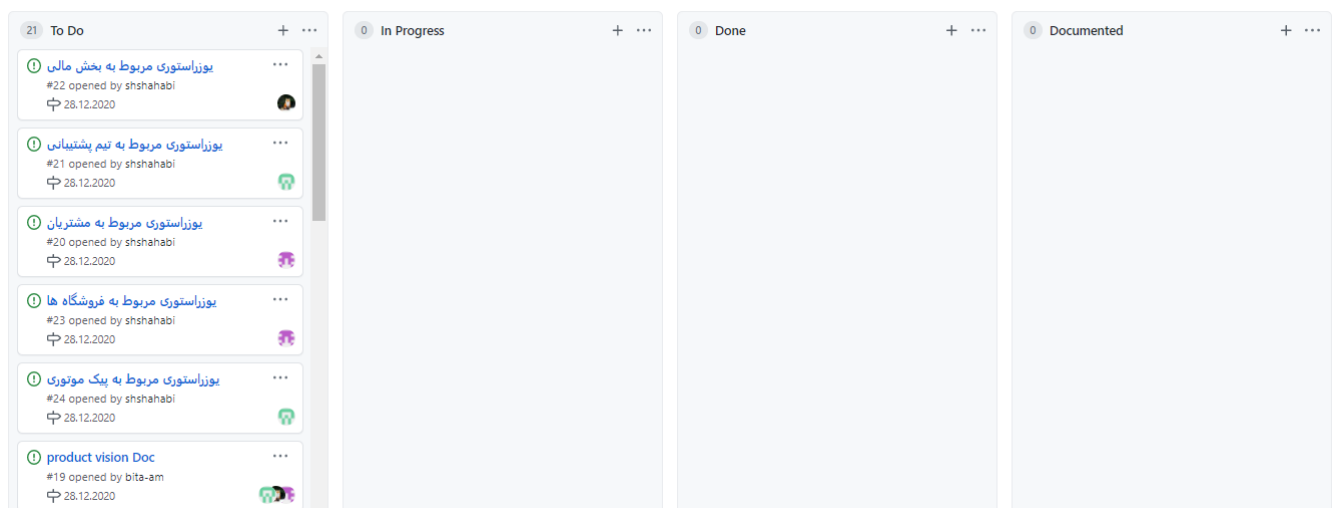 21 To Do
یوزراستوری مربوط به بخش مالی
#22 opened by shshahabi
28.12.2020
یوزراستوری مربوط به تیم پشتیبانی
#21 opened by shshahabi
28.12.2020
یوزراستوری مربوط به مشتریان
#20 opened by shshahabi
28.12.2020
یوزراستوری مربوط به فروشگاه ها
#23 opened by shshahabi
28.12.2020
یوزراستوری مربوط به پیک موتوری
#24 opened by shshahabi
28.12.2020
product vision Doc
#19 opened by bita-am
28.12.2020
0 In Progress
0 Done
0 Documented